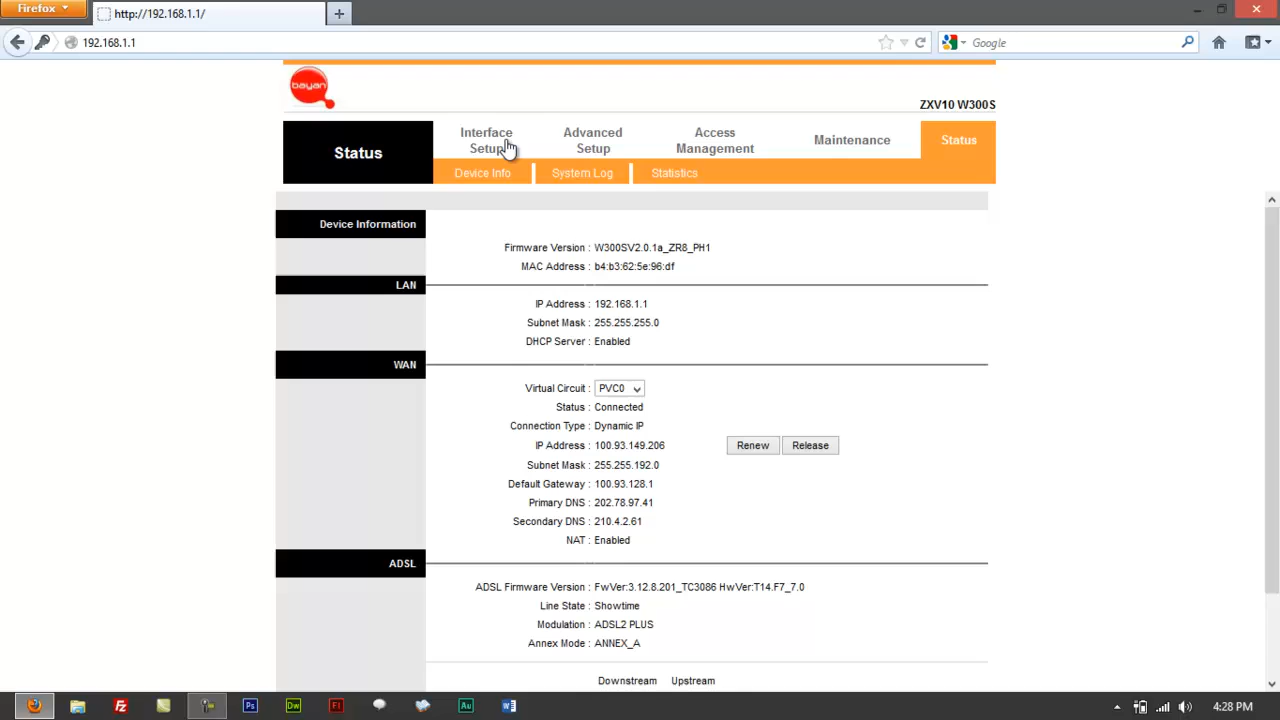 Firefox
http://192.168.1.1/
192.168.1.1
Google
bayan
ZXV10 W300S
Status
Interface Setup
Advanced Setup
Access Management
Maintenance
Status
Device Info
System Log
Statistics
Device Information
Firmware Version : W300SV2.0.1a_ZR8_PH1
MAC Address : b4:b3:62:5e:96:df
LAN
IP Address : 192.168.1.1
Subnet Mask : 255.255.255.0
DHCP Server : Enabled
WAN
Virtual Circuit : PVC0
Status : Connected
Connection Type : Dynamic IP
IP Address : 100.93.149.206 Renew Release
Subnet Mask : 255.255.192.0
Default Gateway : 100.93.128.1
Primary DNS : 202.78.97.41
Secondary DNS : 210.4.2.61
NAT : Enabled
ADSL
ADSL Firmware Version : FwVer:3.12.8.201_TC3086 HwVer:T14.F7_7.0
Line State : Showtime
Modulation : ADSL2 PLUS
Annex Mode : ANNEX_A
Downstream Upstream
Fz
Ps
Dw
Fl
Au
W
4:28 PM